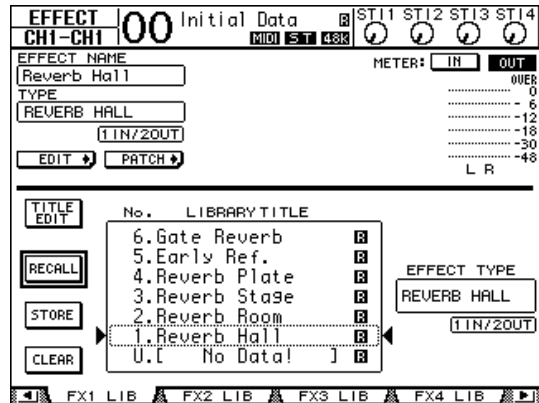 EFFECT 00 Initial Data R ST1 ST2 ST3 ST4
CH1-CH1 MIDI ST 48K
EFFECT NAME METER: IN OUT
Reverb Hall
TYPE
REVERB HALL
1 IN/2OUT
EDIT PATCH
OVER
0
- 6
-12
-18
-30
-48
L R
TITLE EDIT
No. LIBRARY TITLE
6.Gate Reverb R
5.Early Ref. R
RECALL
4.Reverb Plate R
EFFECT TYPE
3.Reverb Stage R
REVERB HALL
STORE
2.Reverb Room R
1 IN/2OUT
1.Reverb Hall R
CLEAR
U.[ No Data! ] R
FX1 LIB FX2 LIB FX3 LIB FX4 LIB